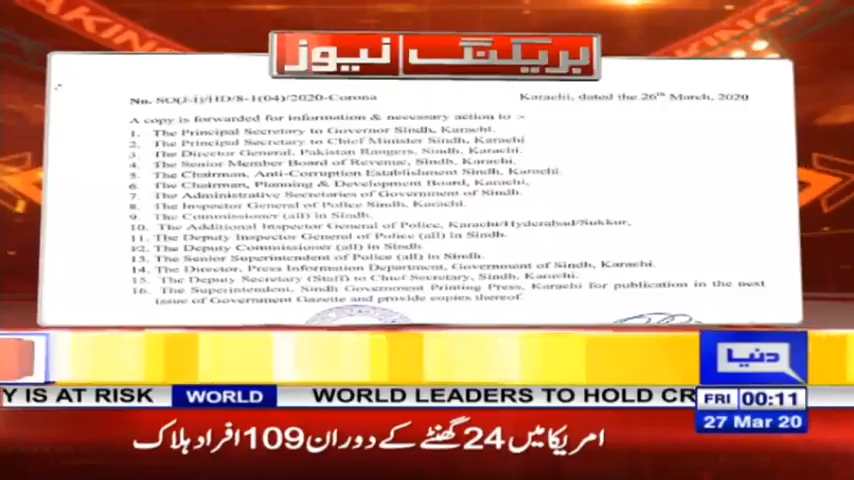 بریکنگ نیوز
No. SO(J-I)/HD/8-1(04)/2020-Corona Karachi, dated the 26th March, 2020
A copy is forwarded for information & necessary action to :-
1. The Principal Secretary to Governor Sindh, Karachi.
2. The Principal Secretary to Chief Minister Sindh, Karachi
3. The Director General, Pakistan Rangers, Sindh, Karachi.
4. The Senior Member Board of Revenue, Sindh, Karachi.
5. The Chairman, Anti-Corruption Establishment Sindh, Karachi.
6. The Chairman, Planning & Development Board, Karachi,
7. The Administrative Secretaries of Government of Sindh.
8. The Inspector General of Police Sindh, Karachi.
9. The Commissioner (all) in Sindh.
10. The Additional Inspector General of Police, Karachi/Hyderabad/Sukkur,
11. The Deputy Inspector General of Police (all) in Sindh.
12. The Deputy Commissioner (all) in Sindh.
13. The Senior Superintendent of Police (all) in Sindh.
14. The Director, Press Information Department, Government of Sindh, Karachi.
15. The Deputy Secretary (Staff) to Chief Secretary, Sindh, Karachi.
16. The Superintendent, Sindh Government Printing Press, Karachi for publication in the next
issue of Government Gazette and provide copies thereof.
دنیا
Y IS AT RISK WORLD WORLD LEADERS TO HOLD CR
FRI 00:11
27 Mar 20
امریکا میں 24 گھنٹے کے دوران 109 افراد ہلاک